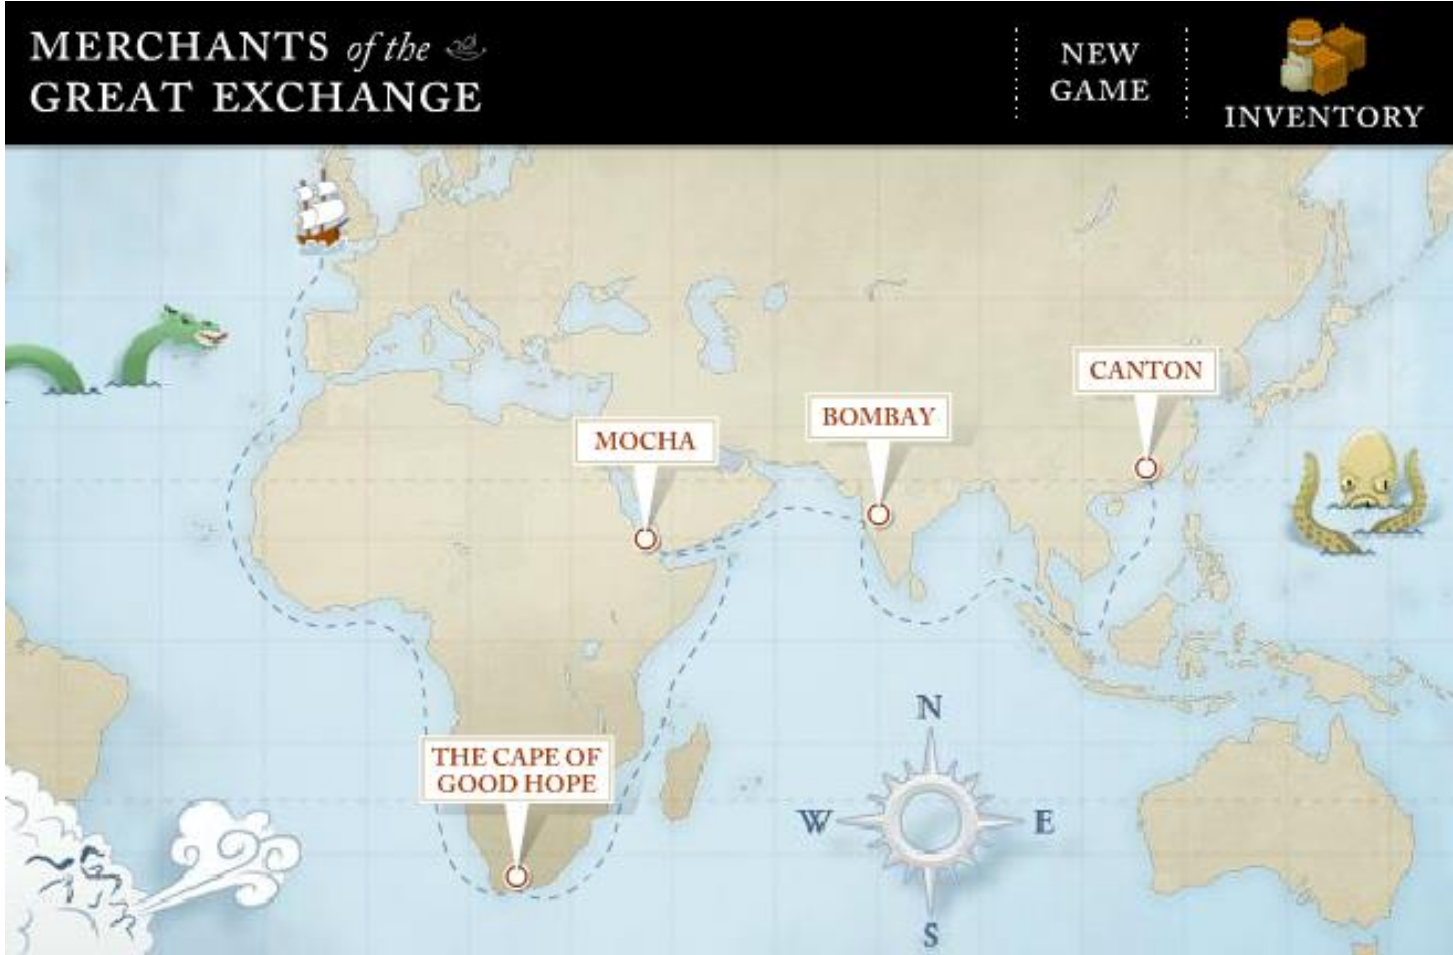 MERCHANTS of the
GREAT EXCHANGE
NEW
GAME
INVENTORY
CANTON
BOMBAY
MOCHA
THE CAPE OF
GOOD HOPE
N
W
E
S